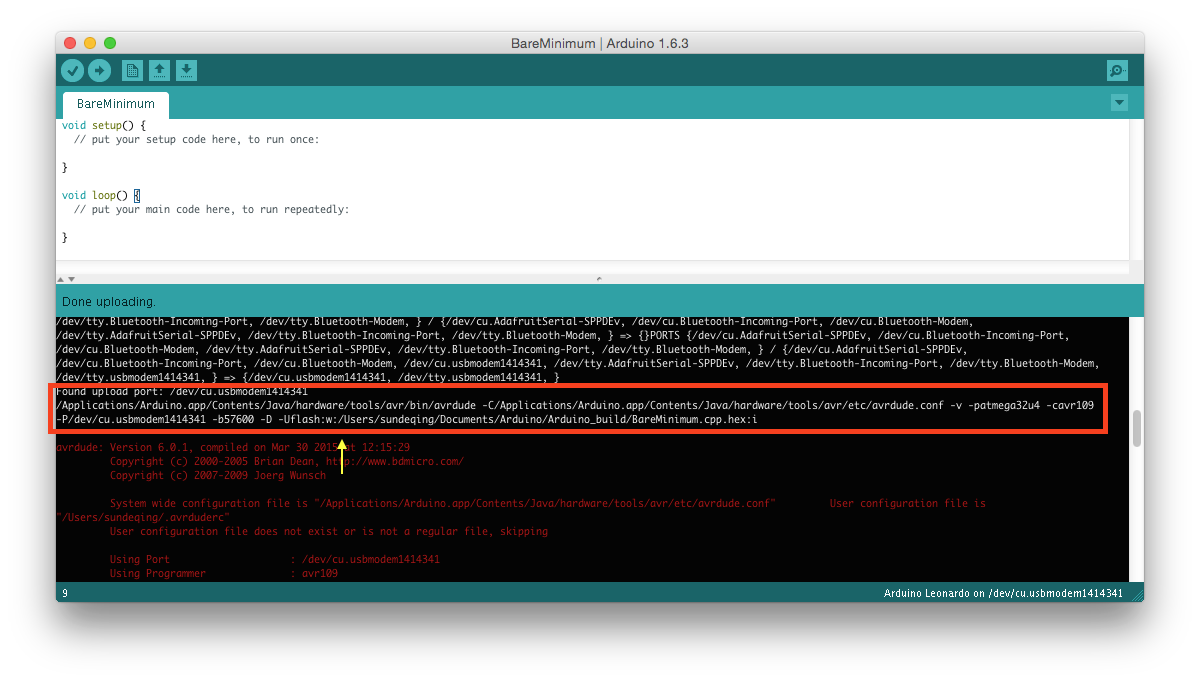 BareMinimum | Arduino 1.6.3
BareMinimum
void setup() {
// put your setup code here, to run once:
}
void loop() {
// put your main code here, to run repeatedly:
}
Done uploading.
/dev/tty.Bluetooth-Incoming-Port, /dev/tty.Bluetooth-Modem, } / {/dev/cu.AdafruitSerial-SPPDEv, /dev/cu.Bluetooth-Incoming-Port, /dev/cu.Bluetooth-Modem,
/dev/tty.AdafruitSerial-SPPDEv, /dev/tty.Bluetooth-Incoming-Port, /dev/tty.Bluetooth-Modem, } => {}PORTS {/dev/cu.AdafruitSerial-SPPDEv, /dev/cu.Bluetooth-Incoming-Port,
/dev/cu.Bluetooth-Modem, /dev/tty.AdafruitSerial-SPPDEv, /dev/tty.Bluetooth-Incoming-Port, /dev/tty.Bluetooth-Modem, } / {/dev/cu.AdafruitSerial-SPPDEv,
/dev/cu.Bluetooth-Incoming-Port, /dev/cu.Bluetooth-Modem, /dev/cu.usbmodem1414341, /dev/tty.AdafruitSerial-SPPDEv, /dev/tty.Bluetooth-Incoming-Port, /dev/tty.Bluetooth-Modem,
/dev/tty.usbmodem1414341, } => {/dev/cu.usbmodem1414341, /dev/tty.usbmodem1414341, }
Found upload port: /dev/cu.usbmodem1414341
/Applications/Arduino.app/Contents/Java/hardware/tools/avr/bin/avrdude -C/Applications/Arduino.app/Contents/Java/hardware/tools/avr/etc/avrdude.conf -v -patmega32u4 -cavr109
-P/dev/cu.usbmodem1414341 -b57600 -D -Uflash:w:/Users/sundeqing/Documents/Arduino/Arduino_build/BareMinimum.cpp.hex:i
avrdude: Version 6.0.1, compiled on Mar 30 2015 at 12:15:29
Copyright (c) 2000-2005 Brian Dean, http://www.bdmicro.com/
Copyright (c) 2007-2009 Joerg Wunsch
System wide configuration file is "/Applications/Arduino.app/Contents/Java/hardware/tools/avr/etc/avrdude.conf" User configuration file is
"/Users/sundeqing/.avrduderc"
User configuration file does not exist or is not a regular file, skipping
Using Port : /dev/cu.usbmodem1414341
Using Programmer : avr109
9 Arduino Leonardo on /dev/cu.usbmodem1414341